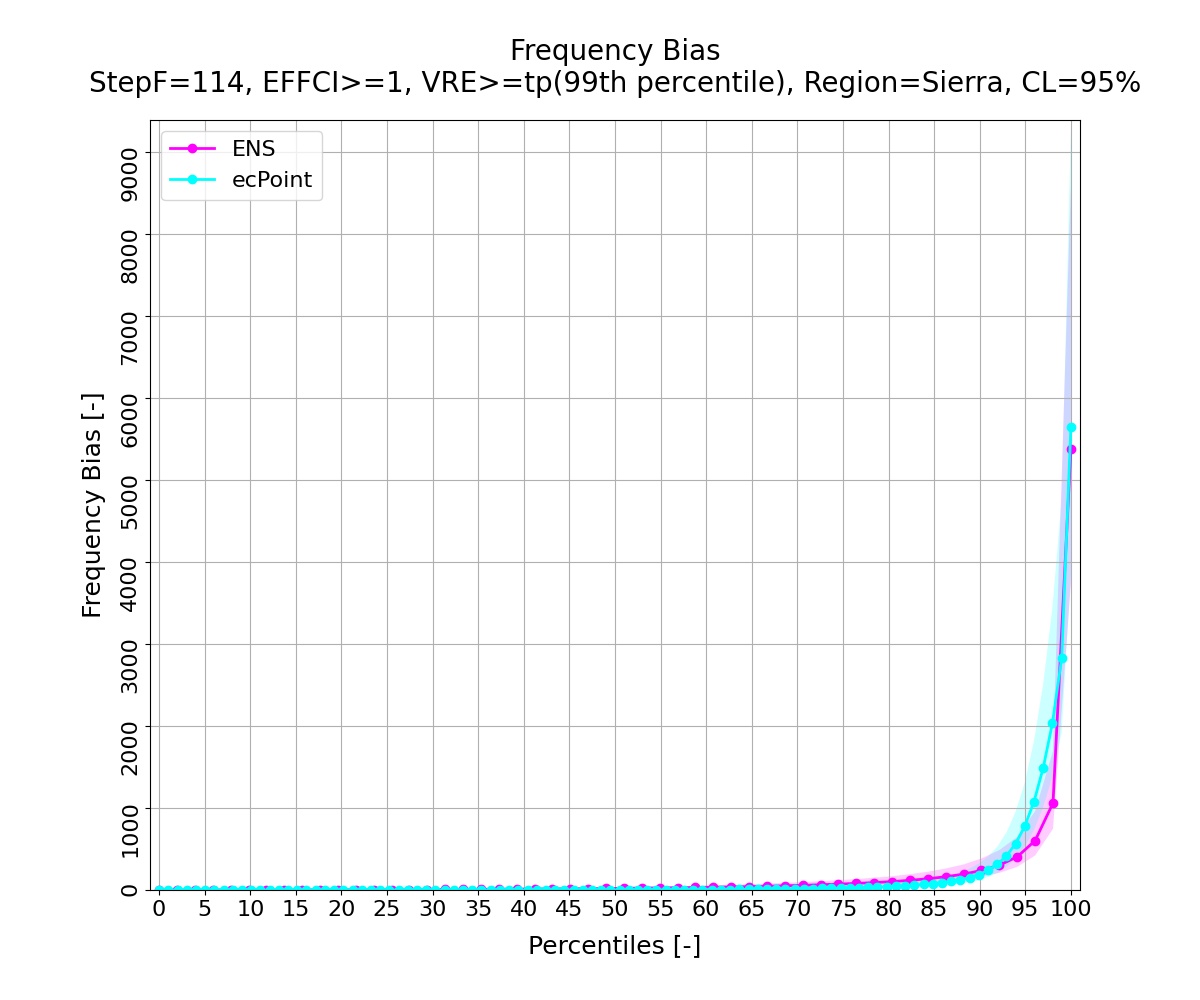 Frequency Bias
StepF=114, EFFCI>=1, VRE>=tp(99th percentile), Region=Sierra, CL=95%
ENS
ecPoint
Frequency Bias [-]
9000
8000
7000
6000
5000
4000
3000
2000
1000
0
0 5 10 15 20 25 30 35 40 45 50 55 60 65 70 75 80 85 90 95 100
Percentiles [-]